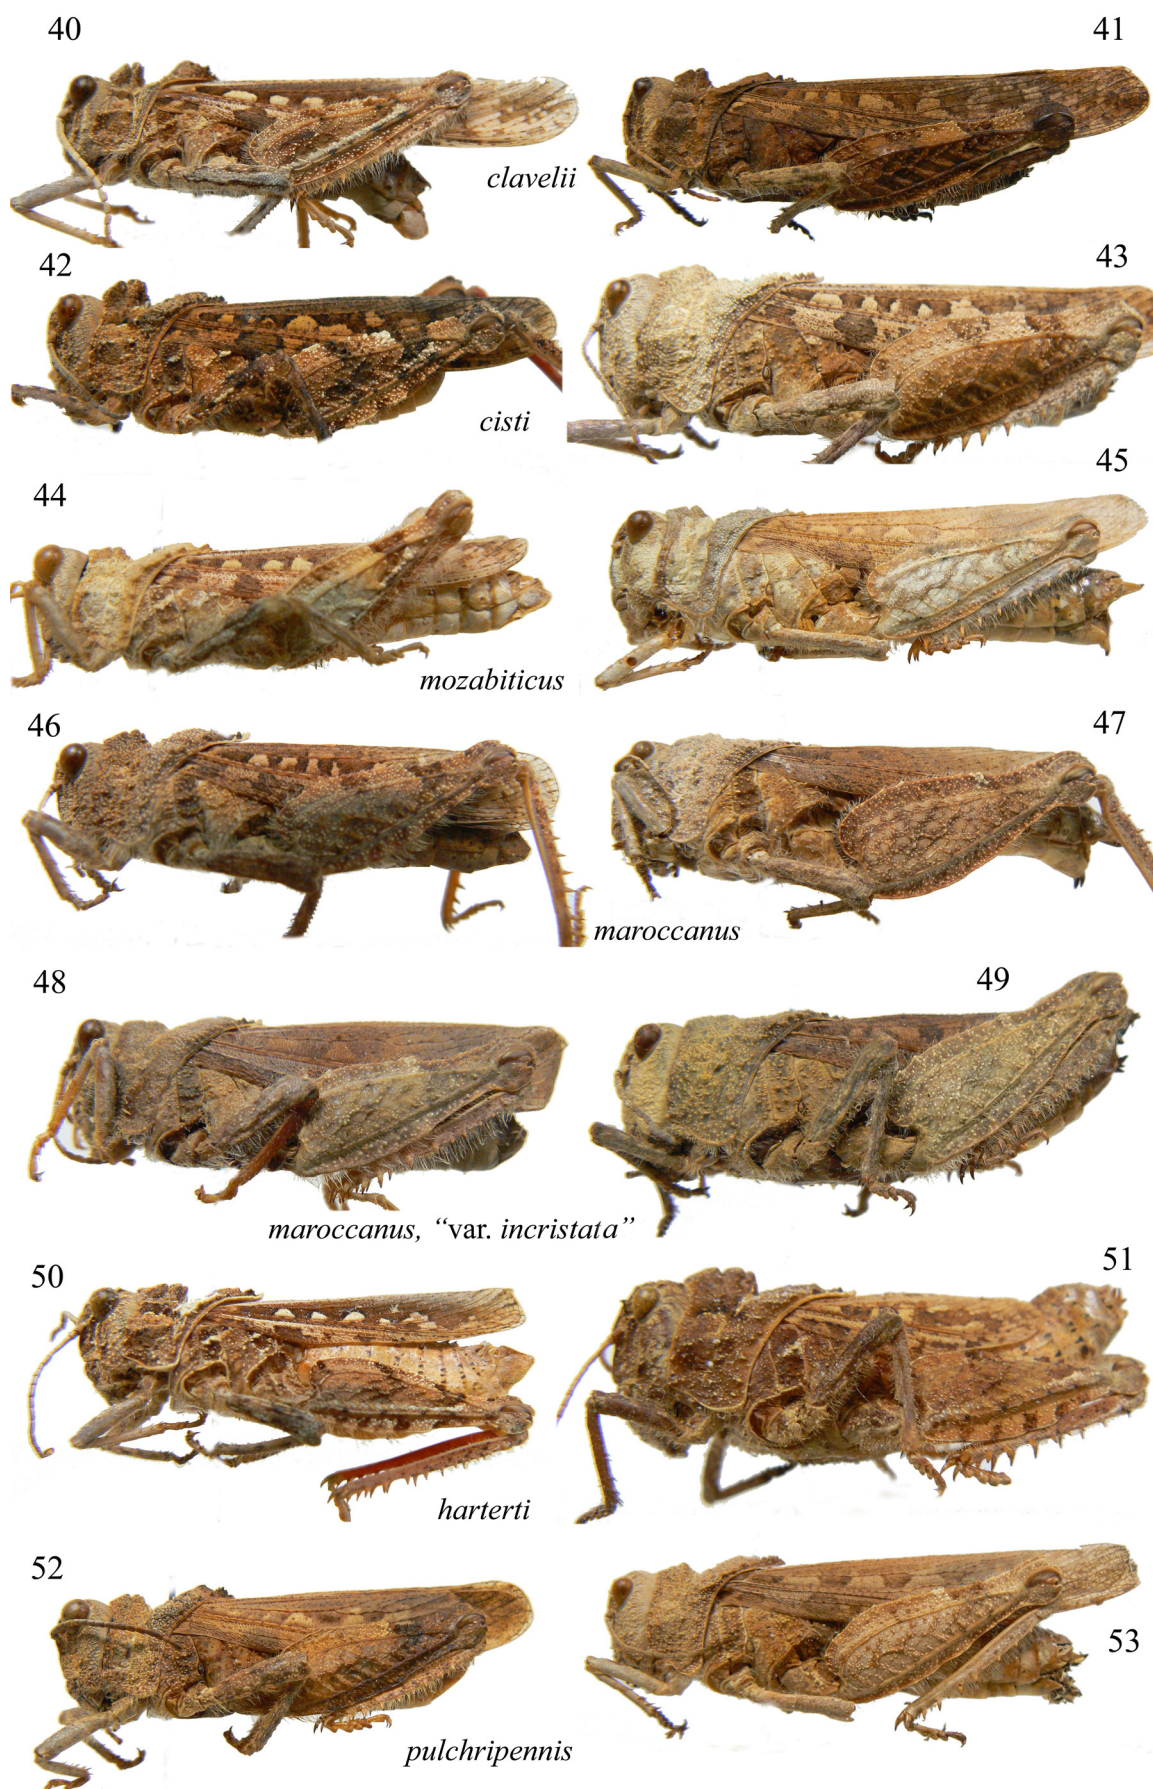 40
41
clavelii
42
43
cisti
44
45
mozabiticus
46
47
maroccanus
48
49
maroccanus, “var. incristata”
50
51
harterti
52
53
pulchripennis